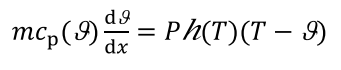 mc_p(𝜗) d𝜗/dx = Pℎ(T)(T − 𝜗)